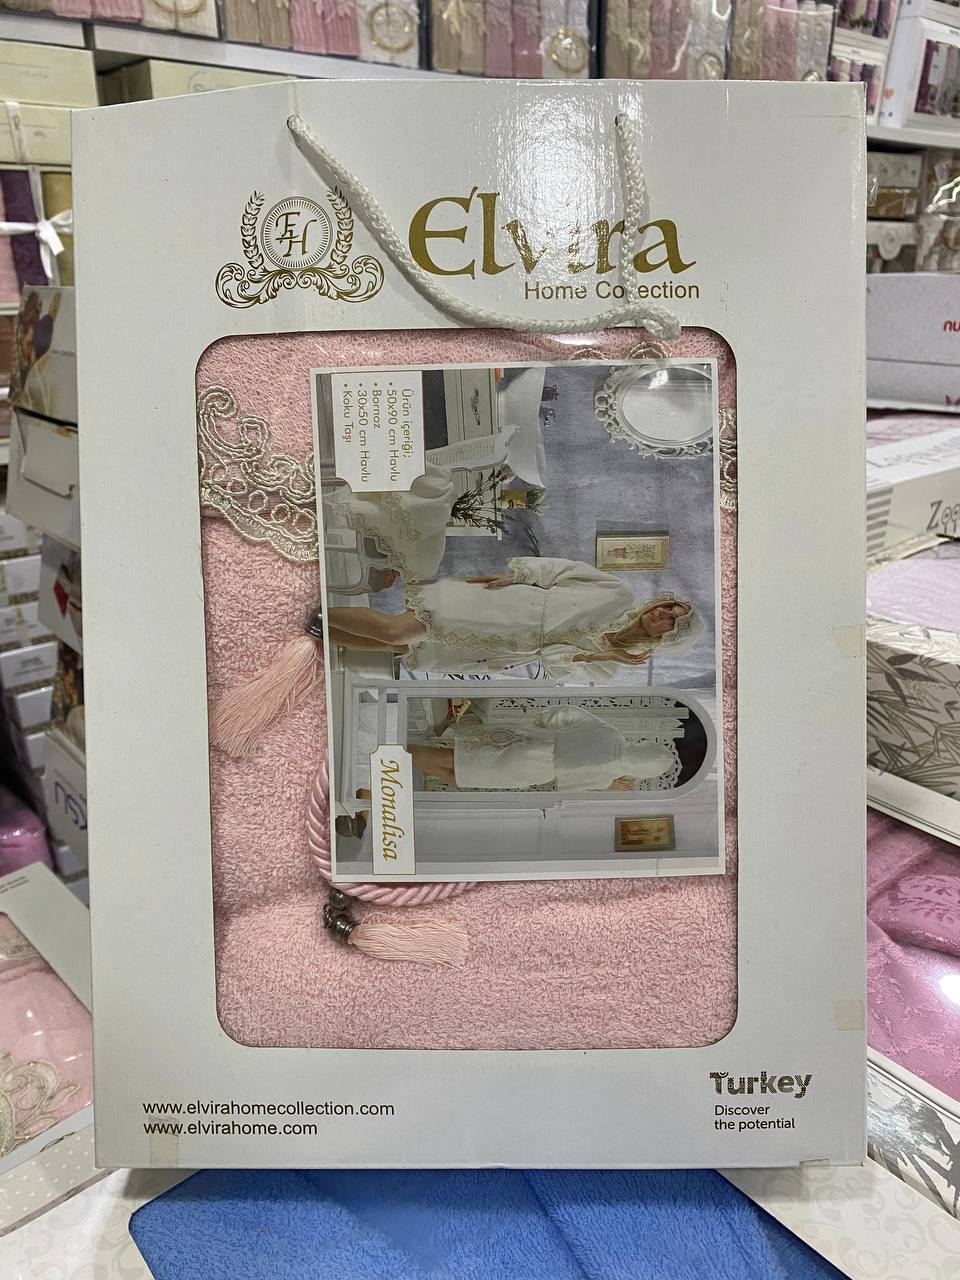 EH
Elvira
Home Collection
Ürün içeriği;
• 50x90 cm Havlu
• Bornoz
• 30x50 cm Havlu
• Koku Taşı
Monalisa
www.elvirahomecollection.com
www.elvirahome.com
Turkey
Discover
the potential